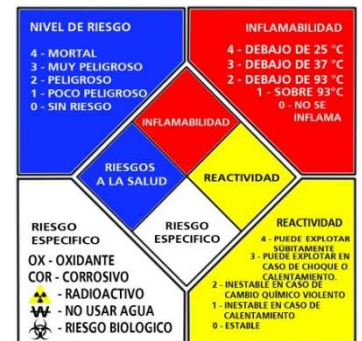 NIVEL DE RIESGO
4 - MORTAL
3 - MUY PELIGROSO
2 - PELIGROSO
1 - POCO PELIGROSO
0 - SIN RIESGO
INFLAMABILIDAD
4 - DEBAJO DE 25 °C
3 - DEBAJO DE 37 °C
2 - DEBAJO DE 93 °C
1 - SOBRE 93°C
0 - NO SE
INFLAMA
INFLAMABILIDAD
RIESGOS
A LA SALUD
REACTIVIDAD
RIESGO
ESPECIFICO
RIESGO
ESPECIFICO
OX - OXIDANTE
COR - CORROSIVO
- RADIOACTIVO
W - NO USAR AGUA
- RIESGO BIOLOGICO
REACTIVIDAD
4 - PUEDE EXPLOTAR
SÚBITAMENTE
3 - PUEDE EXPLOTAR EN
CASO DE CHOQUE O
CALENTAMIENTO.
2 - INESTABLE EN CASO DE
CAMBIO QUÍMICO VIOLENTO
1 - INESTABLE EN CASO DE
CALENTAMIENTO
0 - ESTABLE